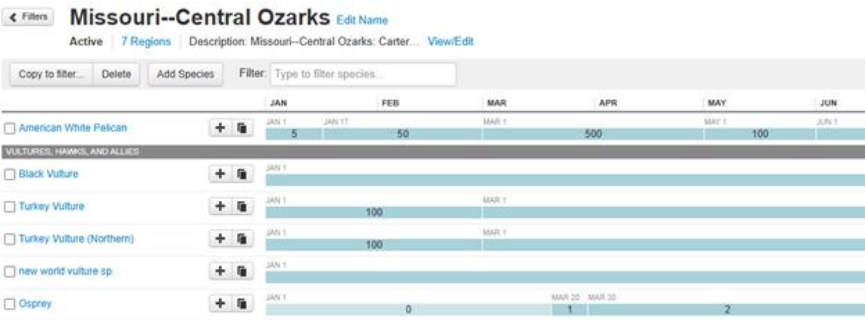 Filters
Missouri--Central Ozarks Edit Name
Active 7 Regions Description: Missouri--Central Ozarks: Carter... View/Edit
Copy to filter... Delete Add Species Filter: Type to filter species...
JAN FEB MAR APR MAY JUN
American White Pelican JAN 1 JAN 17 MAR 1 MAY 1 JUN 1
5 50 500 100
VULTURES, HAWKS, AND ALLIES
Black Vulture JAN 1
Turkey Vulture JAN 1 MAR 1
100
Turkey Vulture (Northern) JAN 1 MAR 1
100
new world vulture sp. JAN 1
Osprey JAN 1 MAR 20 MAR 30
0 1 2